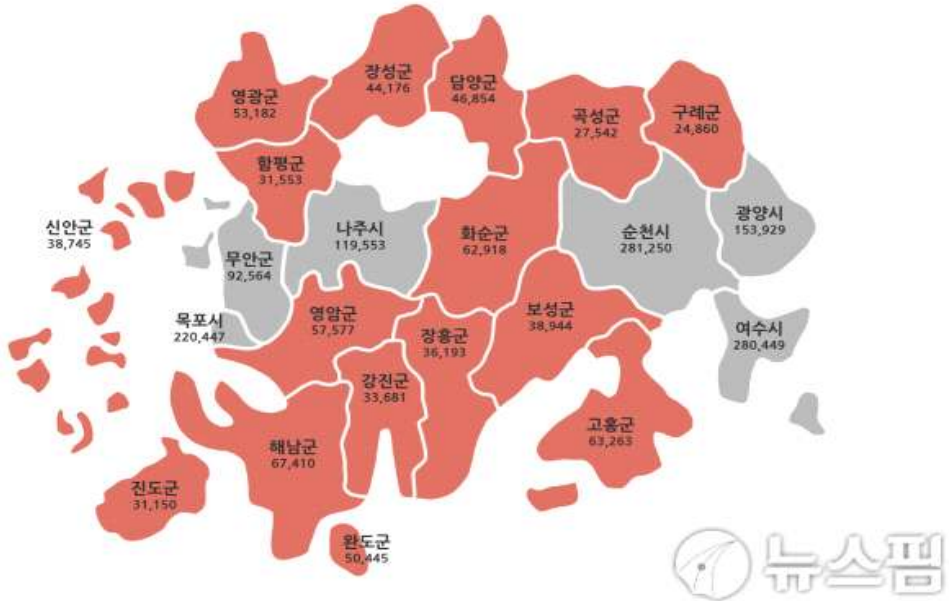 장성군
44,176
담양군
46,854
영광군
53,182
곡성군
27,542
구례군
24,860
함평군
31,553
신안군
38,745
나주시
119,553
화순군
62,918
순천시
281,250
광양시
153,929
무안군
92,564
목포시
220,447
영암군
57,577
장흥군
36,193
보성군
38,944
여수시
280,449
강진군
33,681
고흥군
63,263
해남군
67,410
진도군
31,150
완도군
50,445
뉴스핌